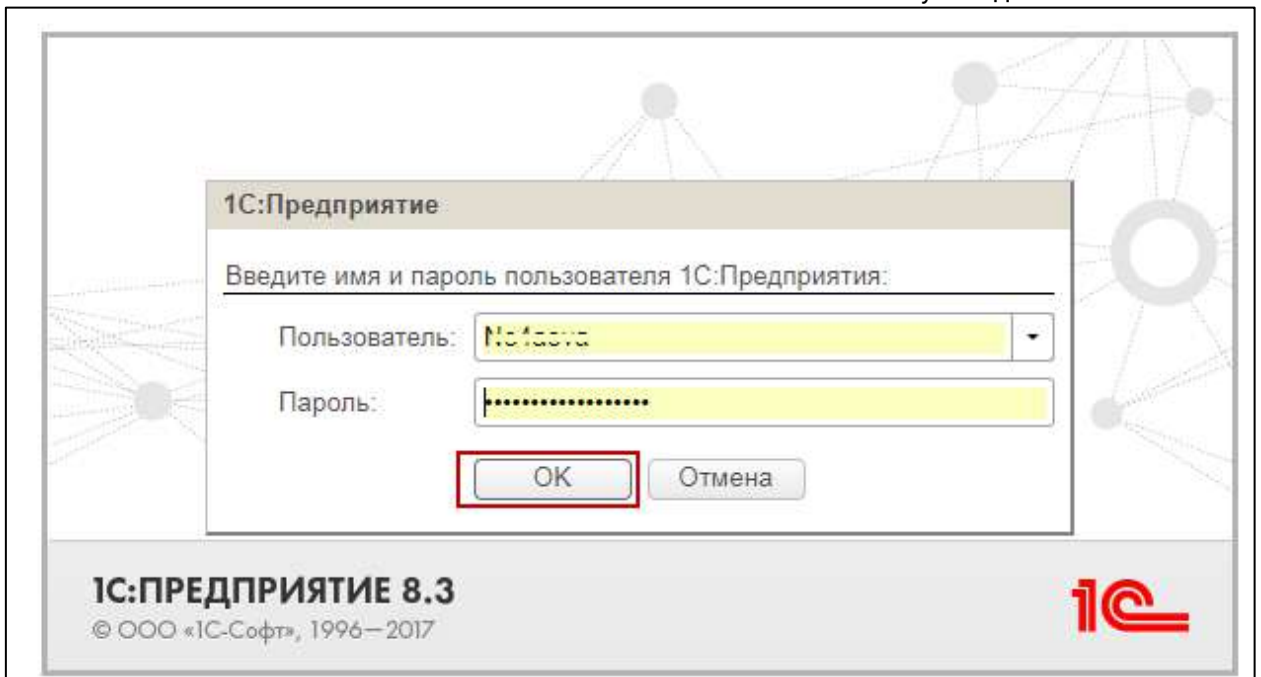 1С:Предприятие
Введите имя и пароль пользователя 1С:Предприятия:
Пользователь:
Пароль: ••••••••••••••••••
OK Отмена
1С:ПРЕДПРИЯТИЕ 8.3
© ООО «1С-Софт», 1996—2017
1С